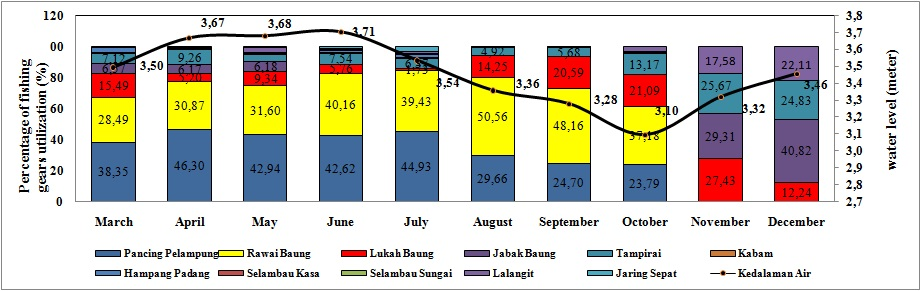 120
00
80
60
40
20
0
Percentage of fishing
gears utilization (%)
3,8
3,7
3,6
3,5
3,4
3,3
3,2
3,1
3,0
2,9
2,8
2,7
water level (meter)
3,50 3,67 3,68 3,71 3,54 3,36 3,28 3,10 3,32 3,46
7,12 9,26 7,54 4,92 5,68 13,17 17,58 22,11
6,17 6,18 14,25 20,59 21,09 25,67 24,83
15,49 5,20 9,34 5,76 1,73
28,49 30,87 31,60 40,16 39,43 50,56 48,16 37,18 29,31 40,82
38,35 46,30 42,94 42,62 44,93 29,66 24,70 23,79 27,43 12,24
March April May June July August September October November December
Pancing Pelampung Rawai Baung Lukah Baung Jabak Baung Tampirai Kabam
Hampang Padang Selambau Kasa Selambau Sungai Lalangit Jaring Sepat Kedalaman Air